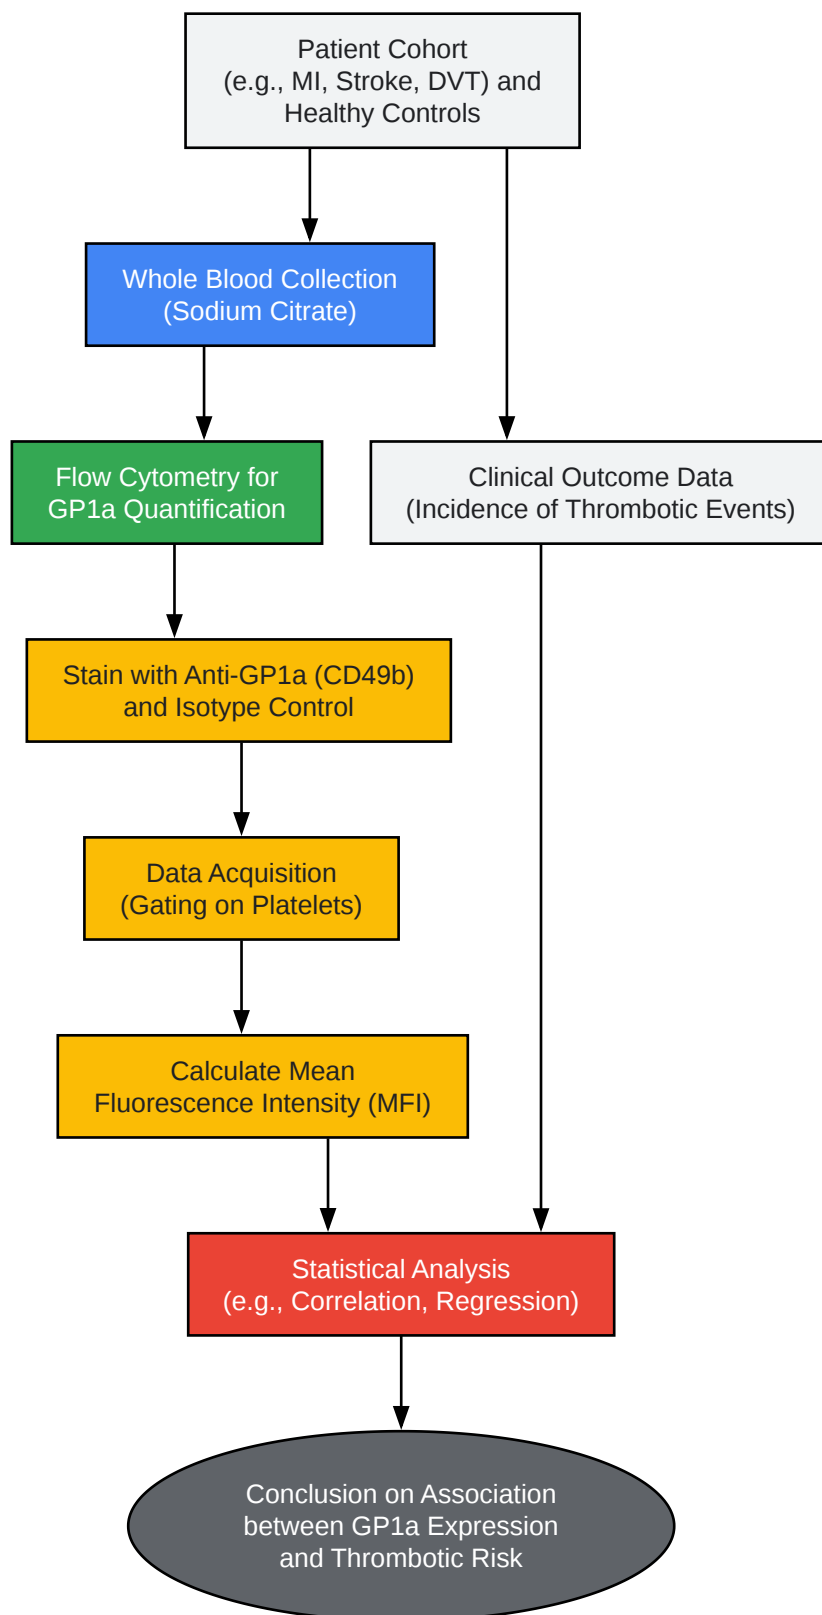 Patient Cohort
(e.g., MI, Stroke, DVT) and
Healthy Controls
Whole Blood Collection
(Sodium Citrate)
Flow Cytometry for
GP1a Quantification
Clinical Outcome Data
(Incidence of Thrombotic Events)
Stain with Anti-GP1a (CD49b)
and Isotype Control
Data Acquisition
(Gating on Platelets)
Calculate Mean
Fluorescence Intensity (MFI)
Statistical Analysis
(e.g., Correlation, Regression)
Conclusion on Association
between GP1a Expression
and Thrombotic Risk